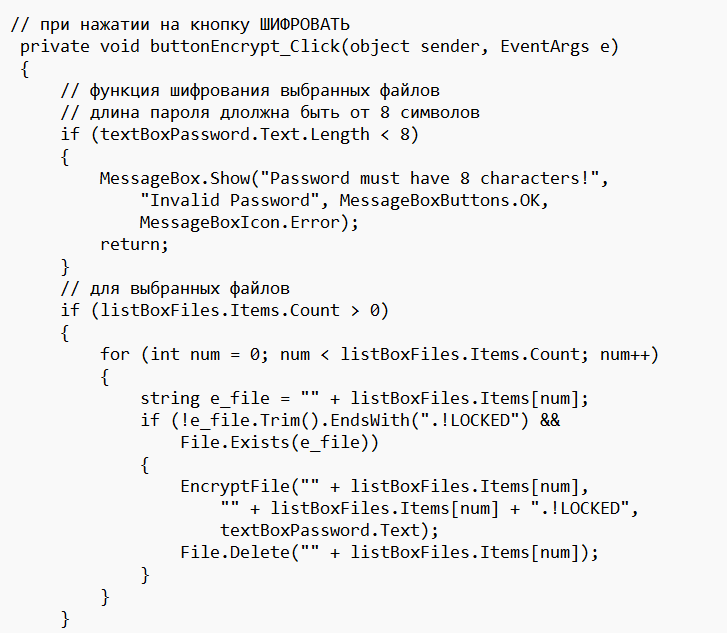 // при нажатии на кнопку ШИФРОВАТЬ
private void buttonEncrypt_Click(object sender, EventArgs e)
{
// функция шифрования выбранных файлов
// длина пароля длолжна быть от 8 символов
if (textBoxPassword.Text.Length < 8)
{
MessageBox.Show("Password must have 8 characters!",
"Invalid Password", MessageBoxButtons.OK,
MessageBoxIcon.Error);
return;
}
// для выбранных файлов
if (listBoxFiles.Items.Count > 0)
{
for (int num = 0; num < listBoxFiles.Items.Count; num++)
{
string e_file = "" + listBoxFiles.Items[num];
if (!e_file.Trim().EndsWith(".!LOCKED") &&
File.Exists(e_file))
{
EncryptFile("" + listBoxFiles.Items[num],
"" + listBoxFiles.Items[num] + ".!LOCKED",
textBoxPassword.Text);
File.Delete("" + listBoxFiles.Items[num]);
}
}
}